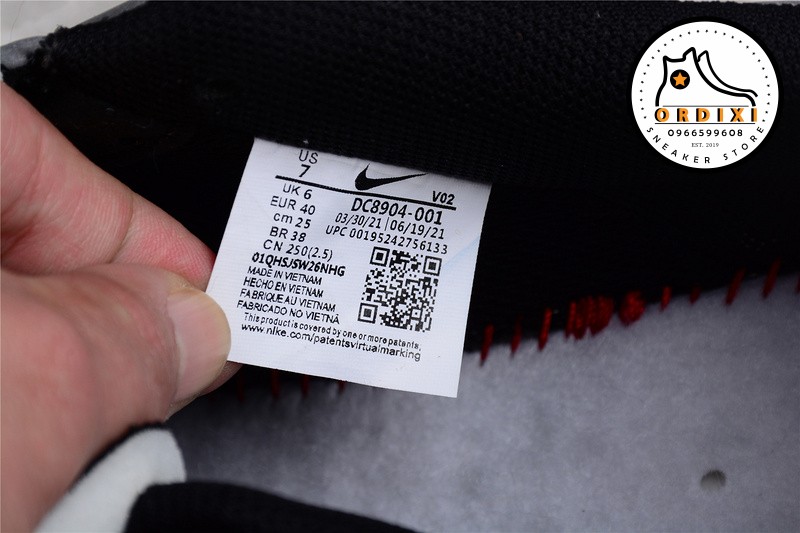 US
7
UK 6
EUR 40
cm 25
BR 38
CN 250(2.5)
V02
DC8904-001
03/30/21 06/19/21
UPC 00195242756133
01QHSJSW26NHG
MADE IN VIETNAM
HECHO EN VIETNAM
FABRIQUE AU VIETNAM
FABRICADO NO VIETNÃ
This product is covered by one or more patents,
www.nike.com/patentsvirtualmarking
ORDIXI
0966599608
EST. 2019
SNEAKER STORE